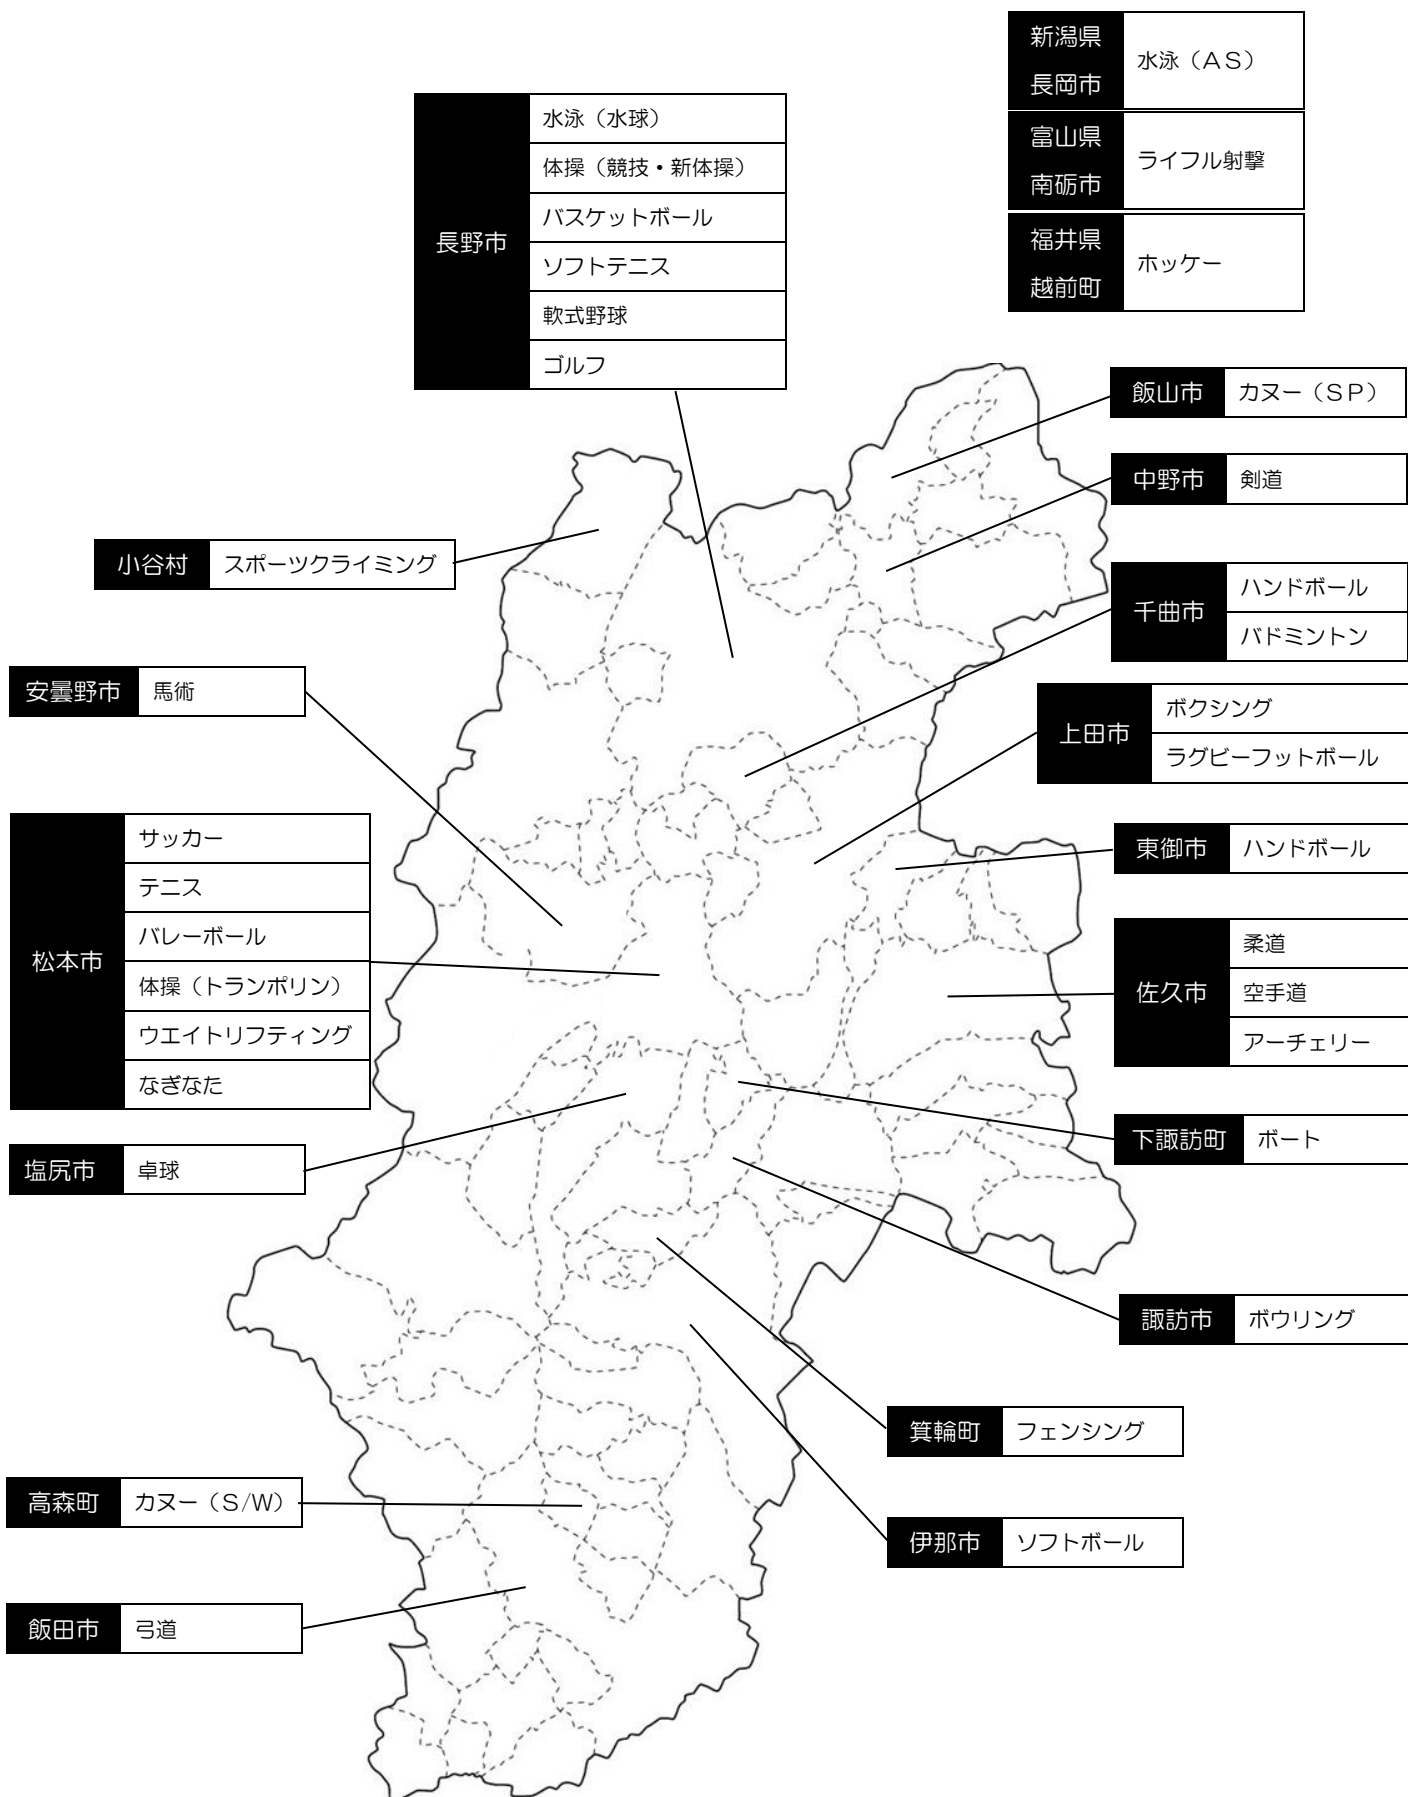 新潟県
長岡市
水泳（ＡＳ）
富山県
南砺市
ライフル射撃
福井県
越前町
ホッケー
長野市
水泳（水球）
体操（競技・新体操）
バスケットボール
ソフトテニス
軟式野球
ゴルフ
飯山市
カヌー（ＳＰ）
中野市
剣道
小谷村
スポーツクライミング
千曲市
ハンドボール
バドミントン
安曇野市
馬術
上田市
ボクシング
ラグビーフットボール
松本市
サッカー
テニス
バレーボール
体操（トランポリン）
ウエイトリフティング
なぎなた
東御市
ハンドボール
佐久市
柔道
空手道
アーチェリー
下諏訪町
ボート
塩尻市
卓球
諏訪市
ボウリング
箕輪町
フェンシング
高森町
カヌー（Ｓ/Ｗ）
伊那市
ソフトボール
飯田市
弓道